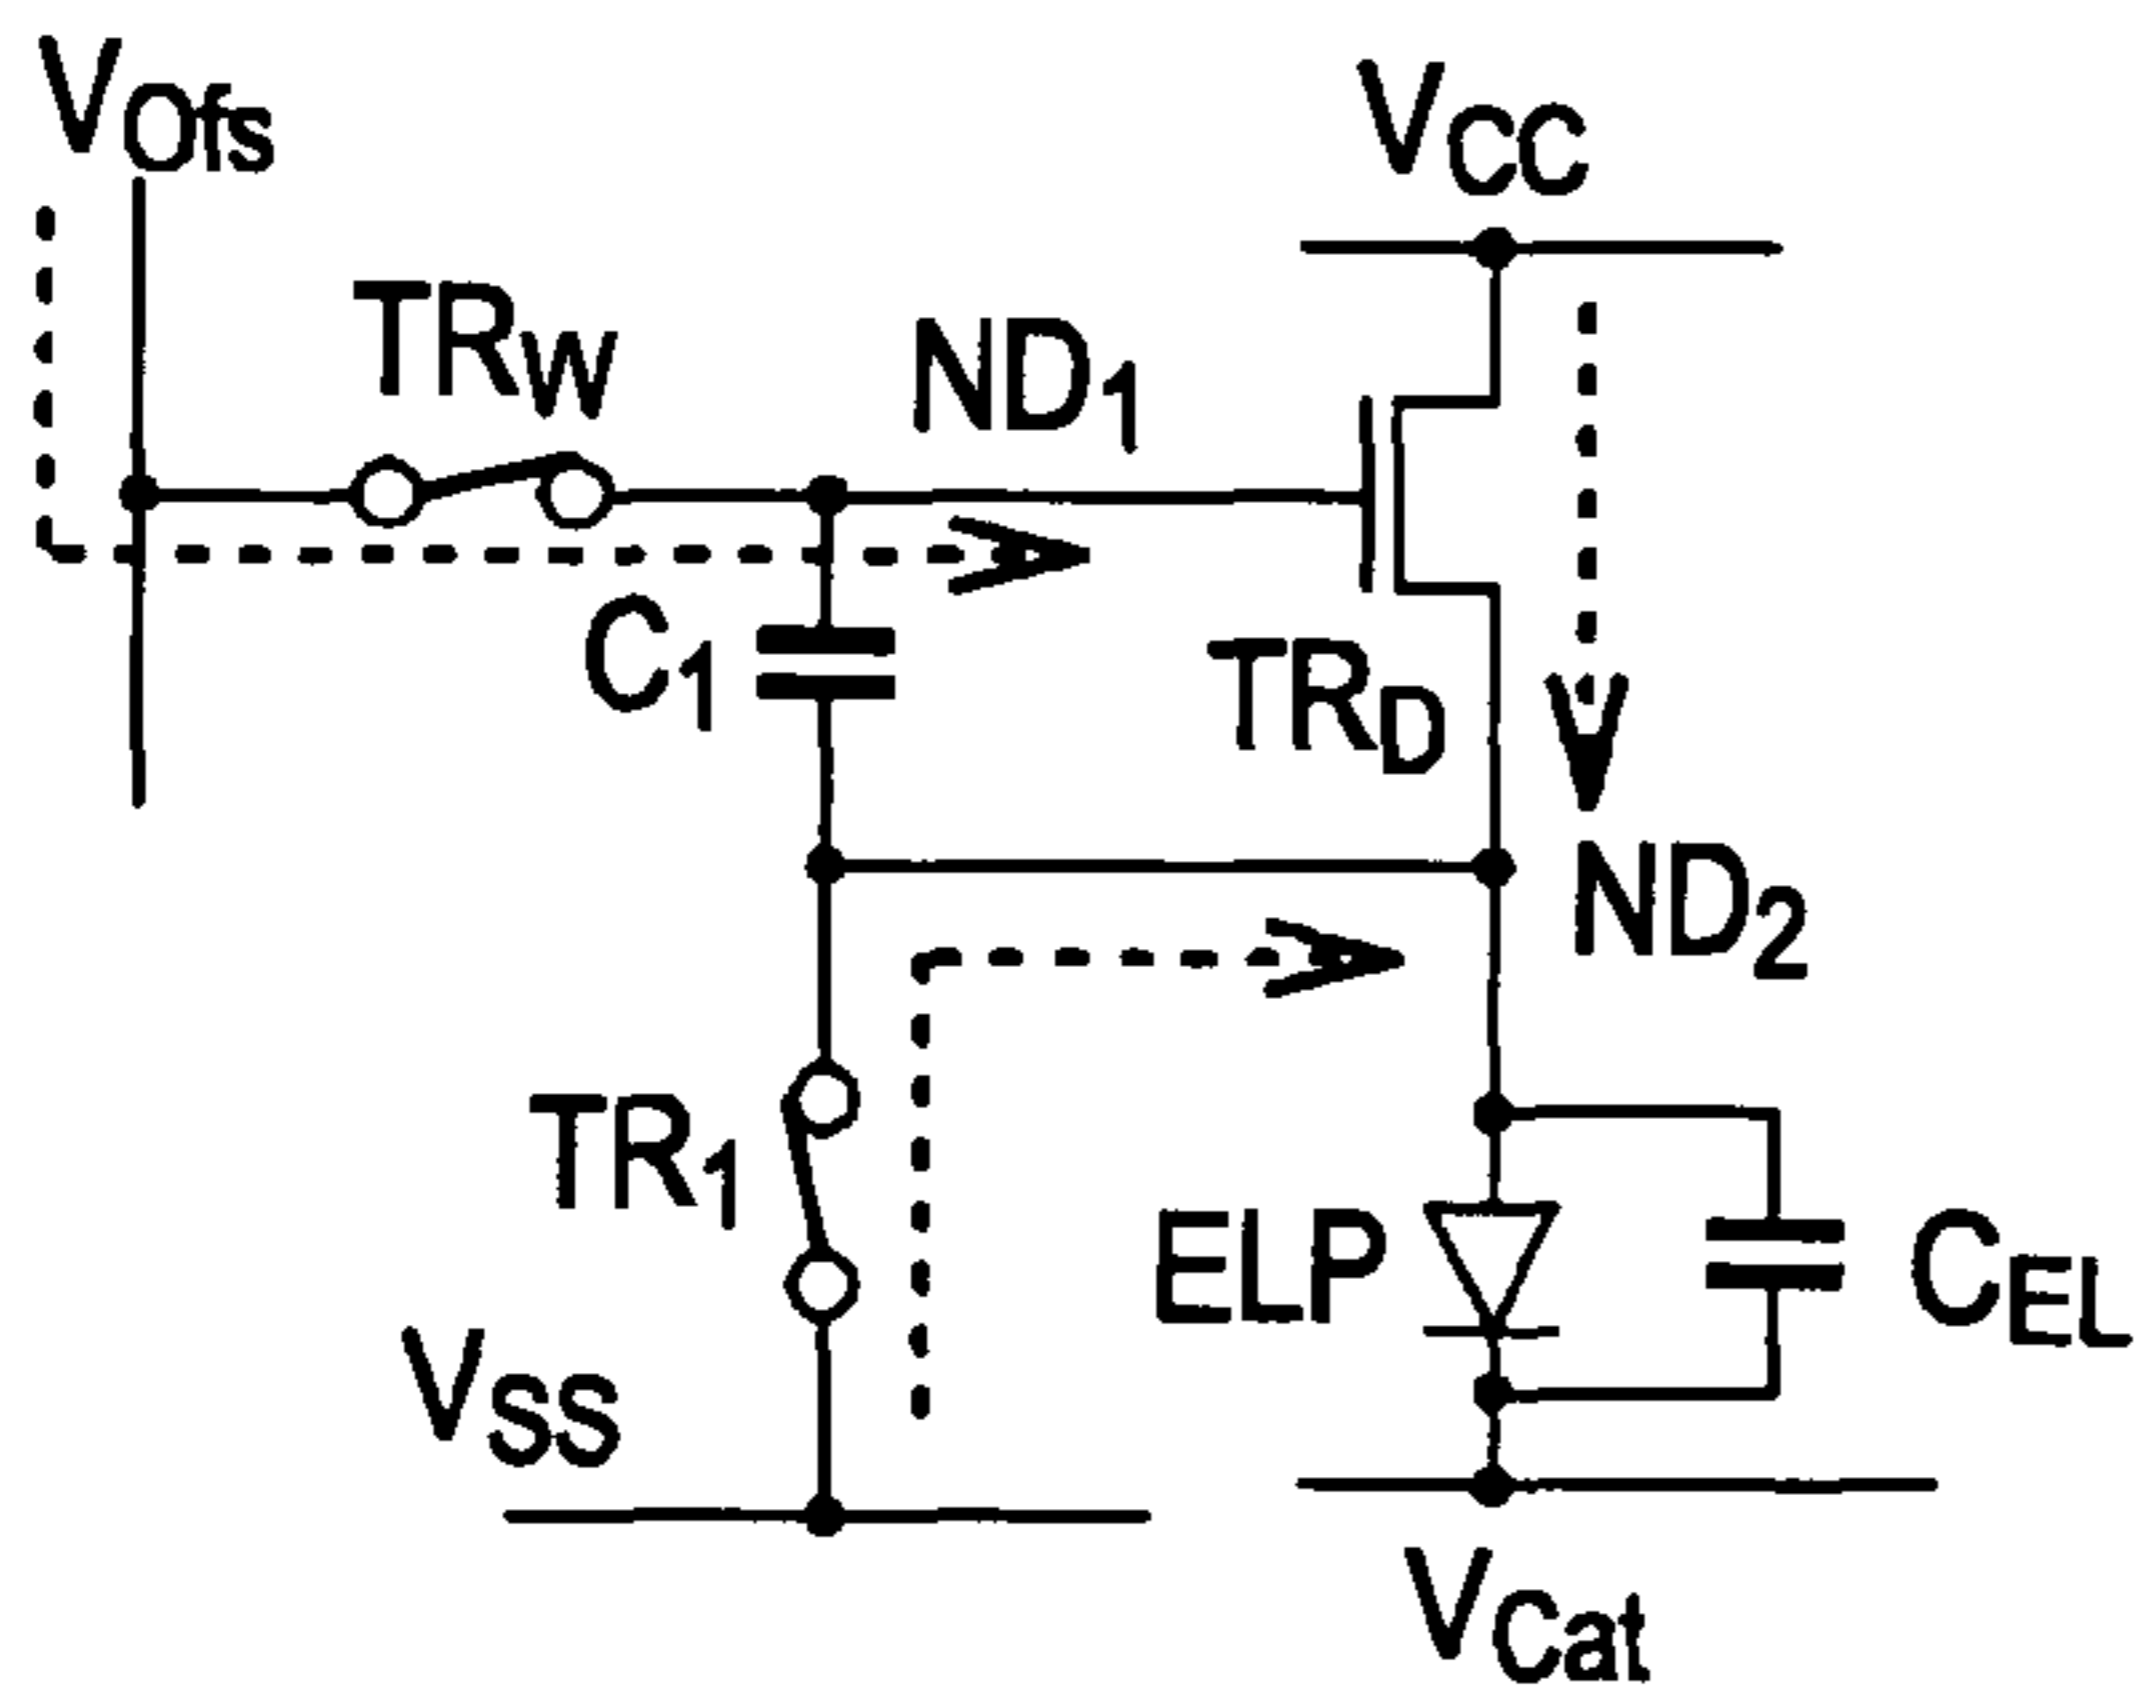 VOfs
VCC
TRW
ND1
C1
TRD
ND2
TR1
ELP
CEL
VSS
VCat